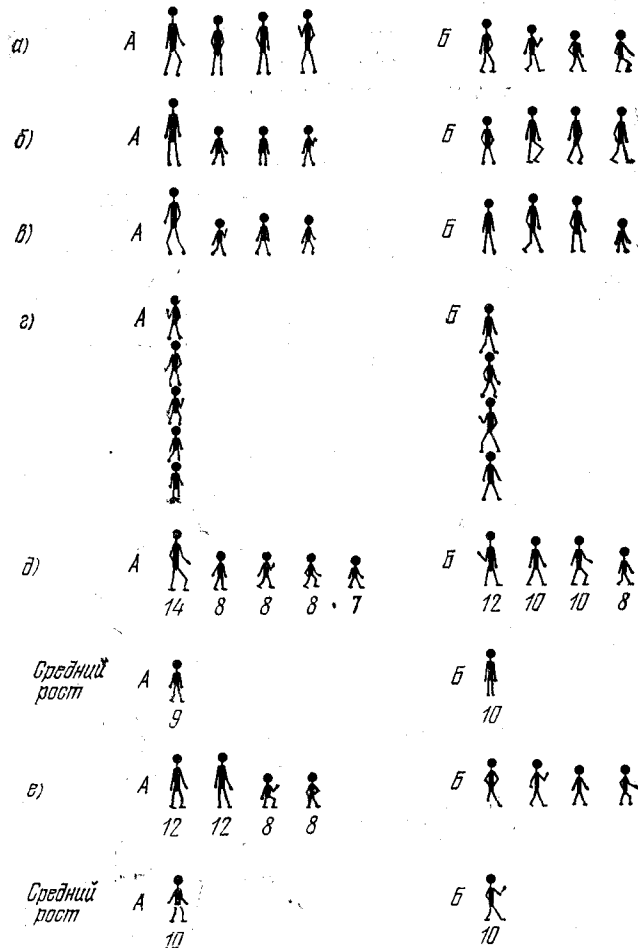 а) А Б
б) А Б
в) А Б
г) А Б
д) А Б
14 8 8 8 7 12 10 10 8
Средний
рост А Б
9 10
е) А Б
12 12 8 8
Средний
рост А Б
10 10